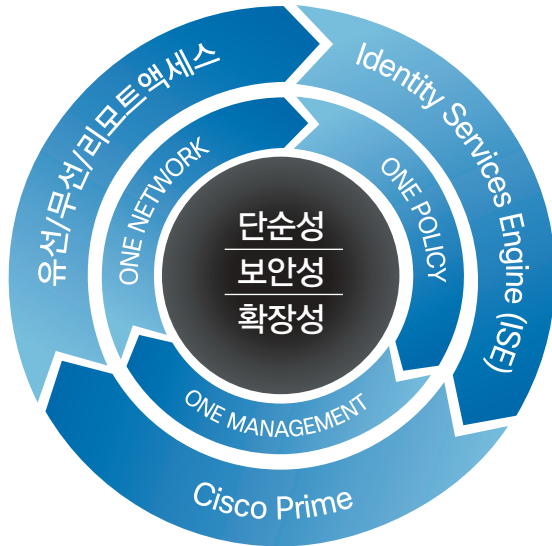 유선/무선/리모트액세스
Identity Services Engine (ISE)
ONE NETWORK
ONE POLICY
단순성
보안성
확장성
ONE MANAGEMENT
Cisco Prime